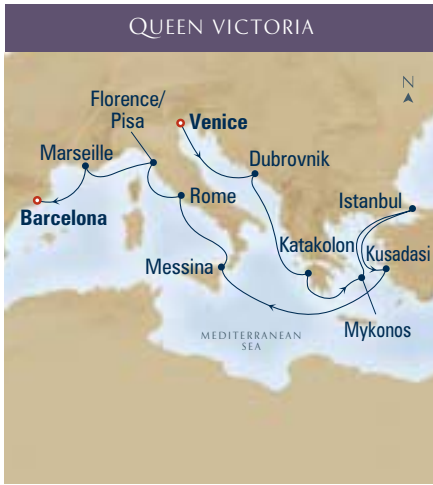 QUEEN VICTORIA
N
Florence/
Pisa
Venice
Marseille
Dubrovnik
Barcelona
Rome
Istanbul
Katakolon
Kusadasi
Messina
Mykonos
MEDITERRANEAN
SEA